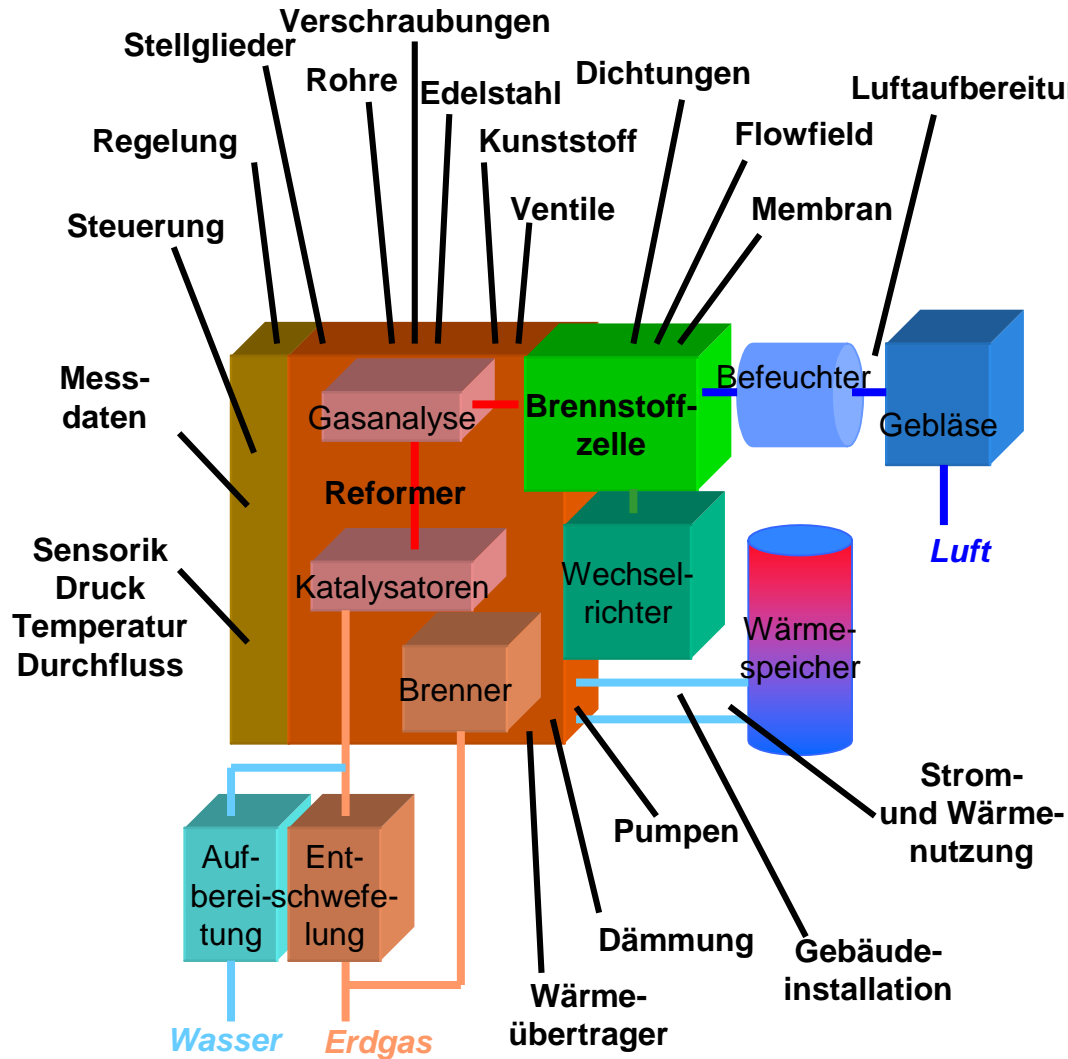 Verschraubungen
Stellglieder
Rohre
Edelstahl
Dichtungen
Luftaufbereitu
Regelung
Kunststoff
Flowfield
Steuerung
Ventile
Membran
Mess-
daten
Gasanalyse
Brennstoff-
zelle
Befeuchter
Gebläse
Reformer
Luft
Sensorik
Druck
Temperatur
Durchfluss
Katalysatoren
Wechsel-
richter
Wärme-
speicher
Brenner
Strom-
und Wärme-
nutzung
Pumpen
Auf-
berei-
tung
Ent-
schwefe-
lung
Dämmung
Gebäude-
installation
Wärme-
übertrager
Wasser
Erdgas